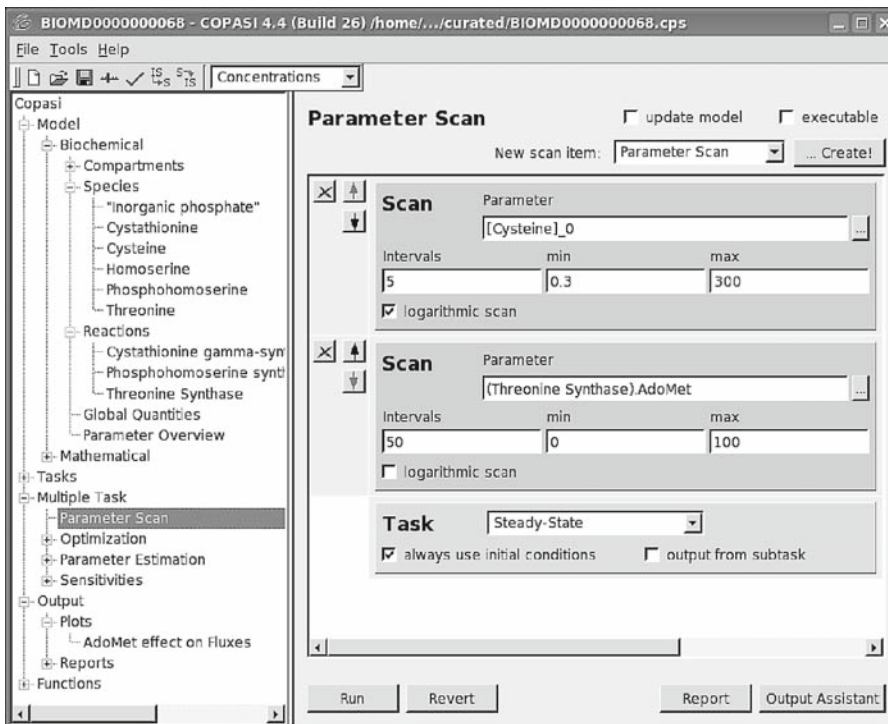 BIOMD0000000068 - COPASI 4.4 (Build 26) /home/.../curated/BIOMD0000000068.cps
File Tools Help
Concentrations
Copasi
Model
Biochemical
Compartments
Species
"Inorganic phosphate"
Cystathionine
Cysteine
Homoserine
Phosphohomoserine
Threonine
Reactions
Cystathionine gamma-syn
Phosphohomoserine synt
Threonine Synthase
Global Quantities
Parameter Overview
Mathematical
Tasks
Multiple Task
Parameter Scan
Optimization
Parameter Estimation
Sensitivities
Output
Plots
AdoMet effect on Fluxes
Reports
Functions
Parameter Scan update model executable
New scan item: Parameter Scan ... Create!
Scan Parameter
[Cysteine]_0 ...
Intervals min max
5 0.3 300
logarithmic scan
Scan Parameter
(Threonine Synthase).AdoMet ...
Intervals min max
50 0 100
logarithmic scan
Task Steady-State
always use initial conditions output from subtask
Run Revert Report Output Assistant